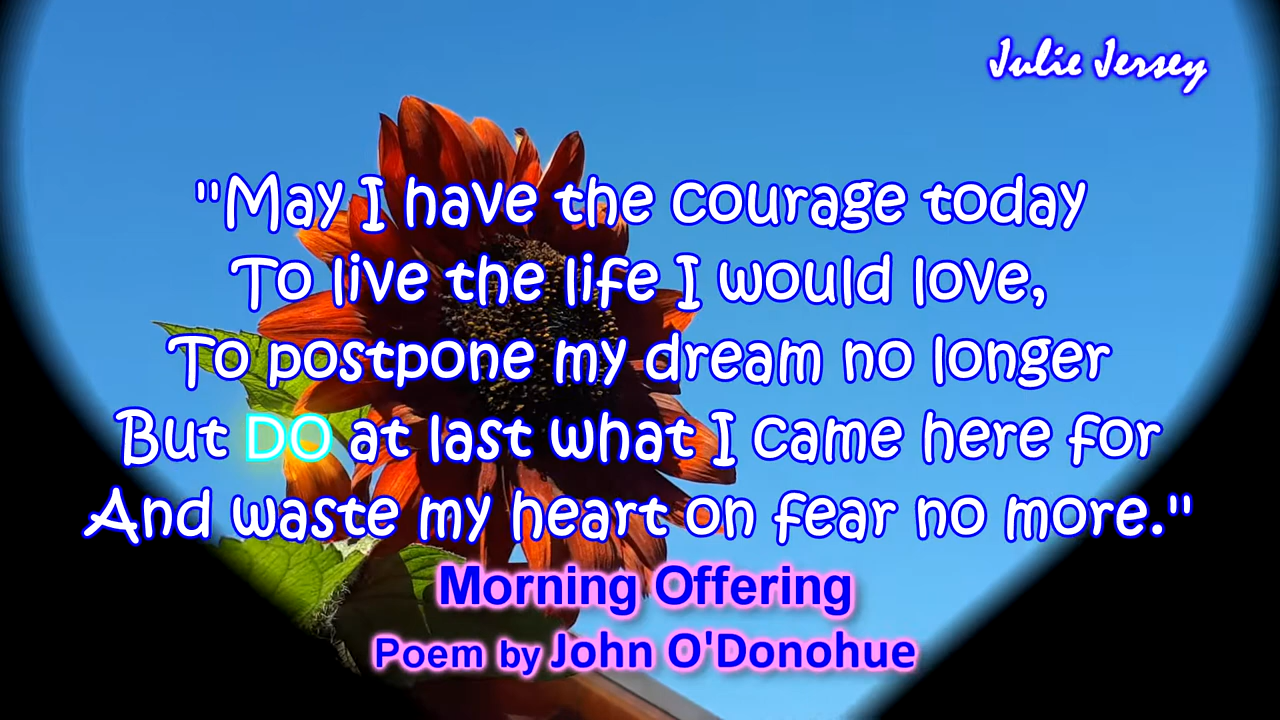 Julie Jersey
"May I have the courage today
To live the life I would love,
To postpone my dream no longer
But DO at last what I came here for
And waste my heart on fear no more."
Morning Offering
Poem by John O'Donohue